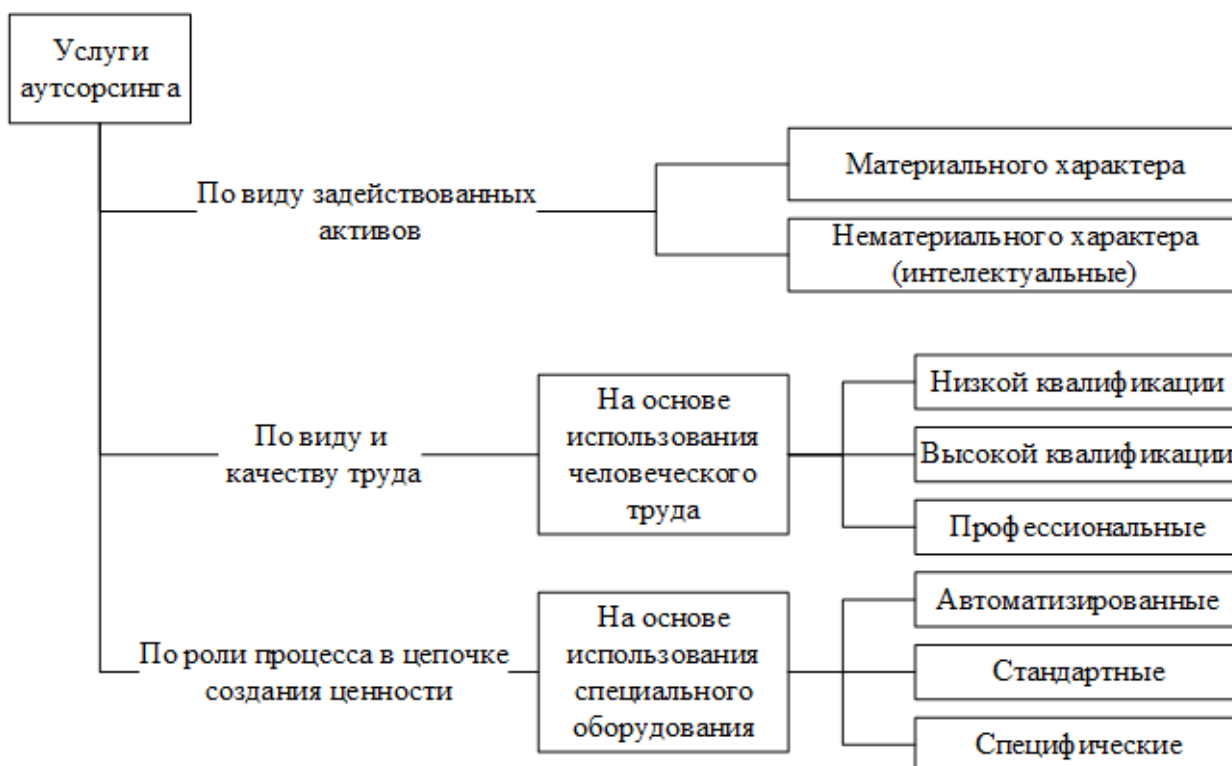 Услуги
аутсорсинга
По виду задействованных
активов
Материального характера
Нематериального характера
(интелектуальные)
По виду и
качеству труда
На основе
использования
человеческого
труда
Низкой квалификации
Высокой квалификации
Профессиональные
По роли процесса в цепочке
создания ценности
На основе
использования
специального
оборудования
Автоматизированные
Стандартные
Специфические